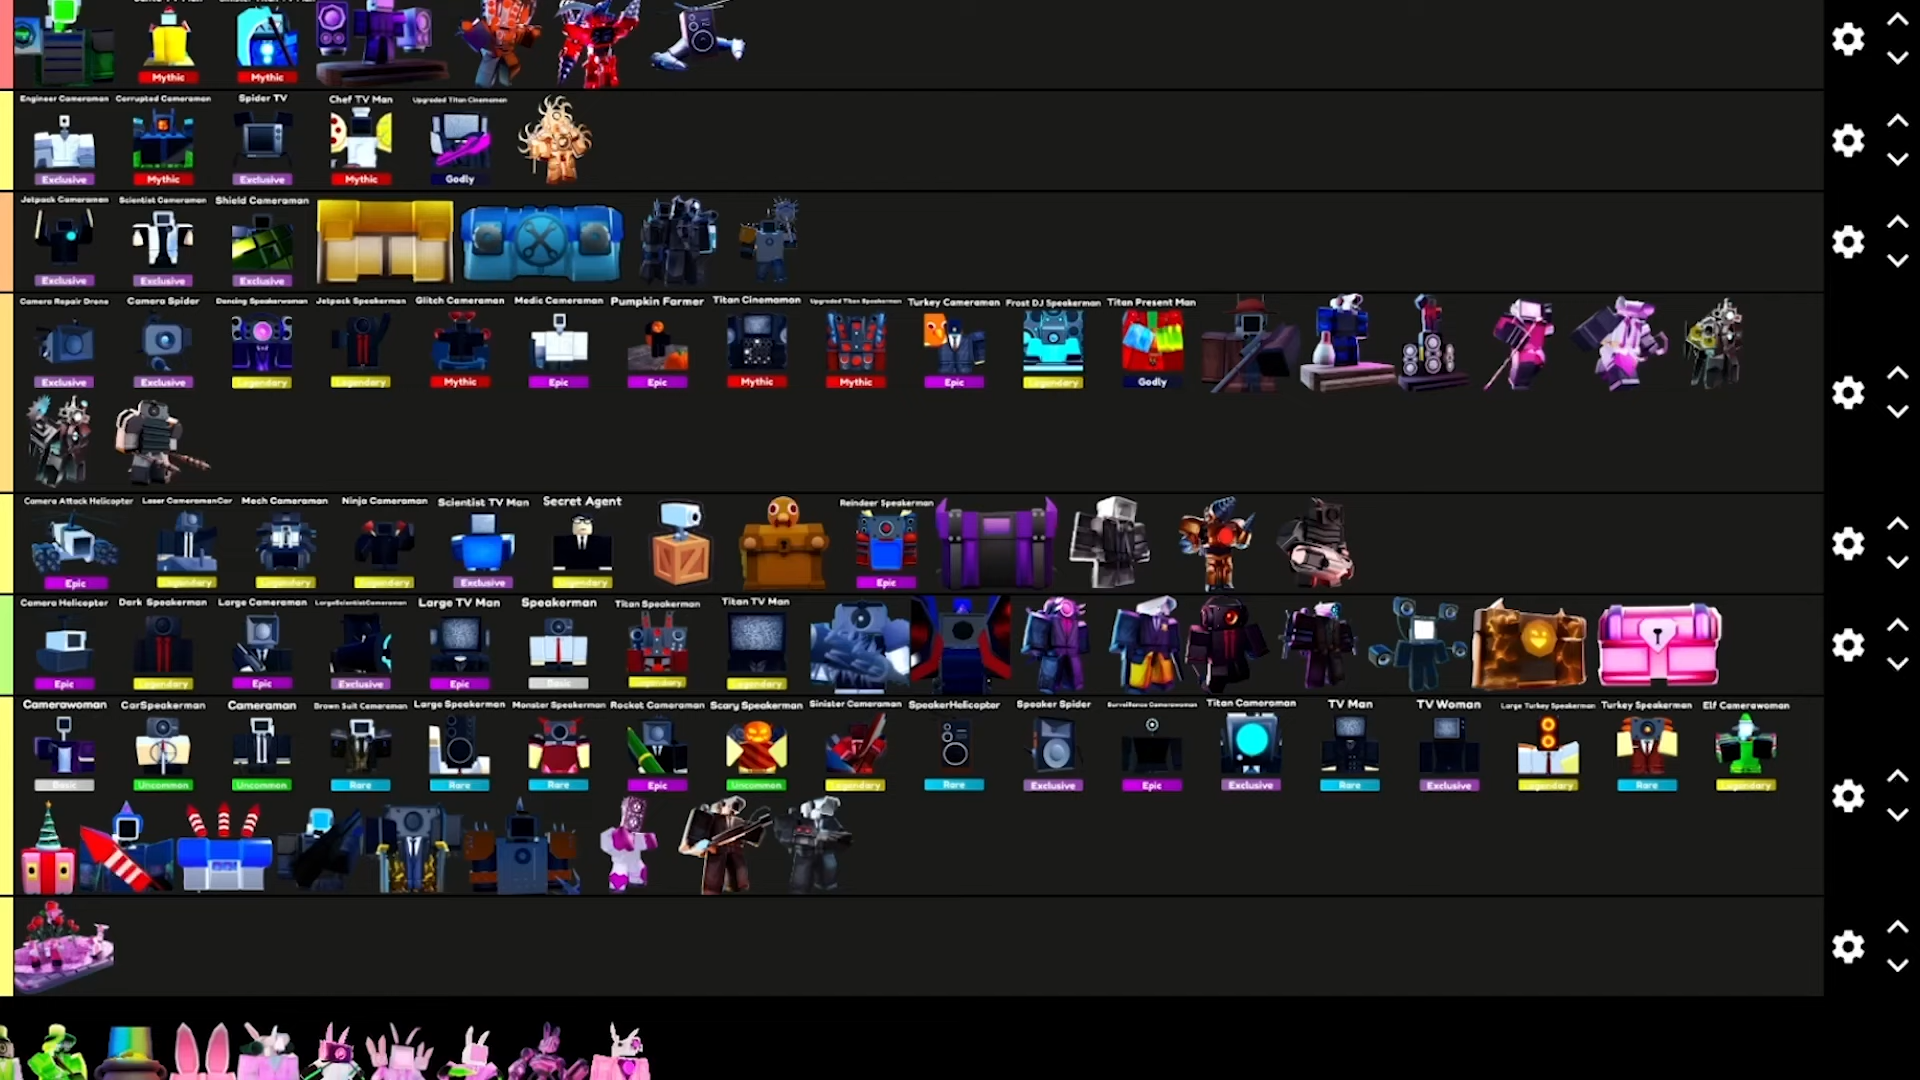 Mythic Mythic
Engineer Cameraman Corrupted Cameraman Spider TV Chef TV Man Upgraded Titan Cinemaman
Exclusive Mythic Exclusive Mythic Godly
Jetpack Cameraman Scientist Cameraman Shield Cameraman
Exclusive Exclusive Exclusive
Camera Repair Drone Camera Spider Dancing Speakerwoman Jetpack Speakerman Glitch Cameraman Medic Cameraman Pumpkin Farmer Titan Cinemaman Upgraded Titan Speakerman Turkey Cameraman Frost DJ Speakerman Titan Present Man
Exclusive Exclusive Legendary Legendary Mythic Epic Epic Mythic Mythic Epic Legendary Godly
Camera Attack Helicopter Laser CameramanCar Mech Cameraman Ninja Cameraman Scientist TV Man Secret Agent Reindeer Speakerman
Epic Legendary Legendary Legendary Exclusive Legendary Epic
Camera Helicopter Dark Speakerman Large Cameraman LargeScientistCameraman Large TV Man Speakerman Titan Speakerman Titan TV Man
Epic Legendary Epic Exclusive Epic Basic Legendary Legendary
Camerawoman CarSpeakerman Cameraman Brown Suit Cameraman Large Speakerman Monster Speakerman Rocket Cameraman Scary Speakerman Sinister Cameraman SpeakerHelicopter Speaker Spider Surveillance Camerawoman Titan Cameraman TV Man TV Woman Large Turkey Speakerman Turkey Speakerman Elf Camerawoman
Basic Uncommon Uncommon Rare Rare Rare Epic Uncommon Legendary Rare Exclusive Epic Exclusive Rare Exclusive Legendary Rare Legendary